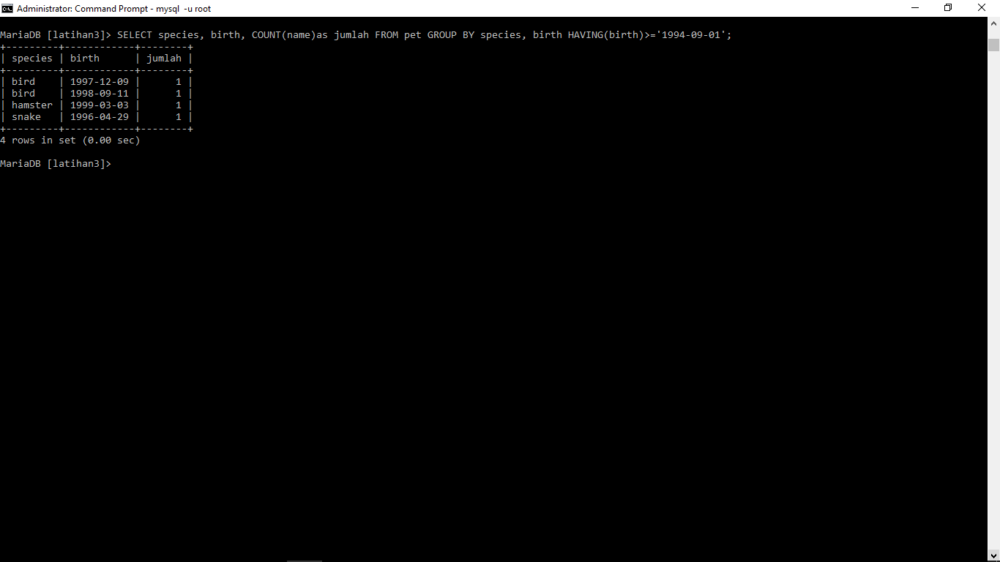 Administrator: Command Prompt - mysql  -u root
MariaDB [latihan3]> SELECT species, birth, COUNT(name)as jumlah FROM pet GROUP BY species, birth HAVING(birth)>='1994-09-01';
+---------+------------+--------+
| species | birth      | jumlah |
+---------+------------+--------+
| bird    | 1997-12-09 |      1 |
| bird    | 1998-09-11 |      1 |
| hamster | 1999-03-03 |      1 |
| snake   | 1996-04-29 |      1 |
+---------+------------+--------+
4 rows in set (0.00 sec)
MariaDB [latihan3]>